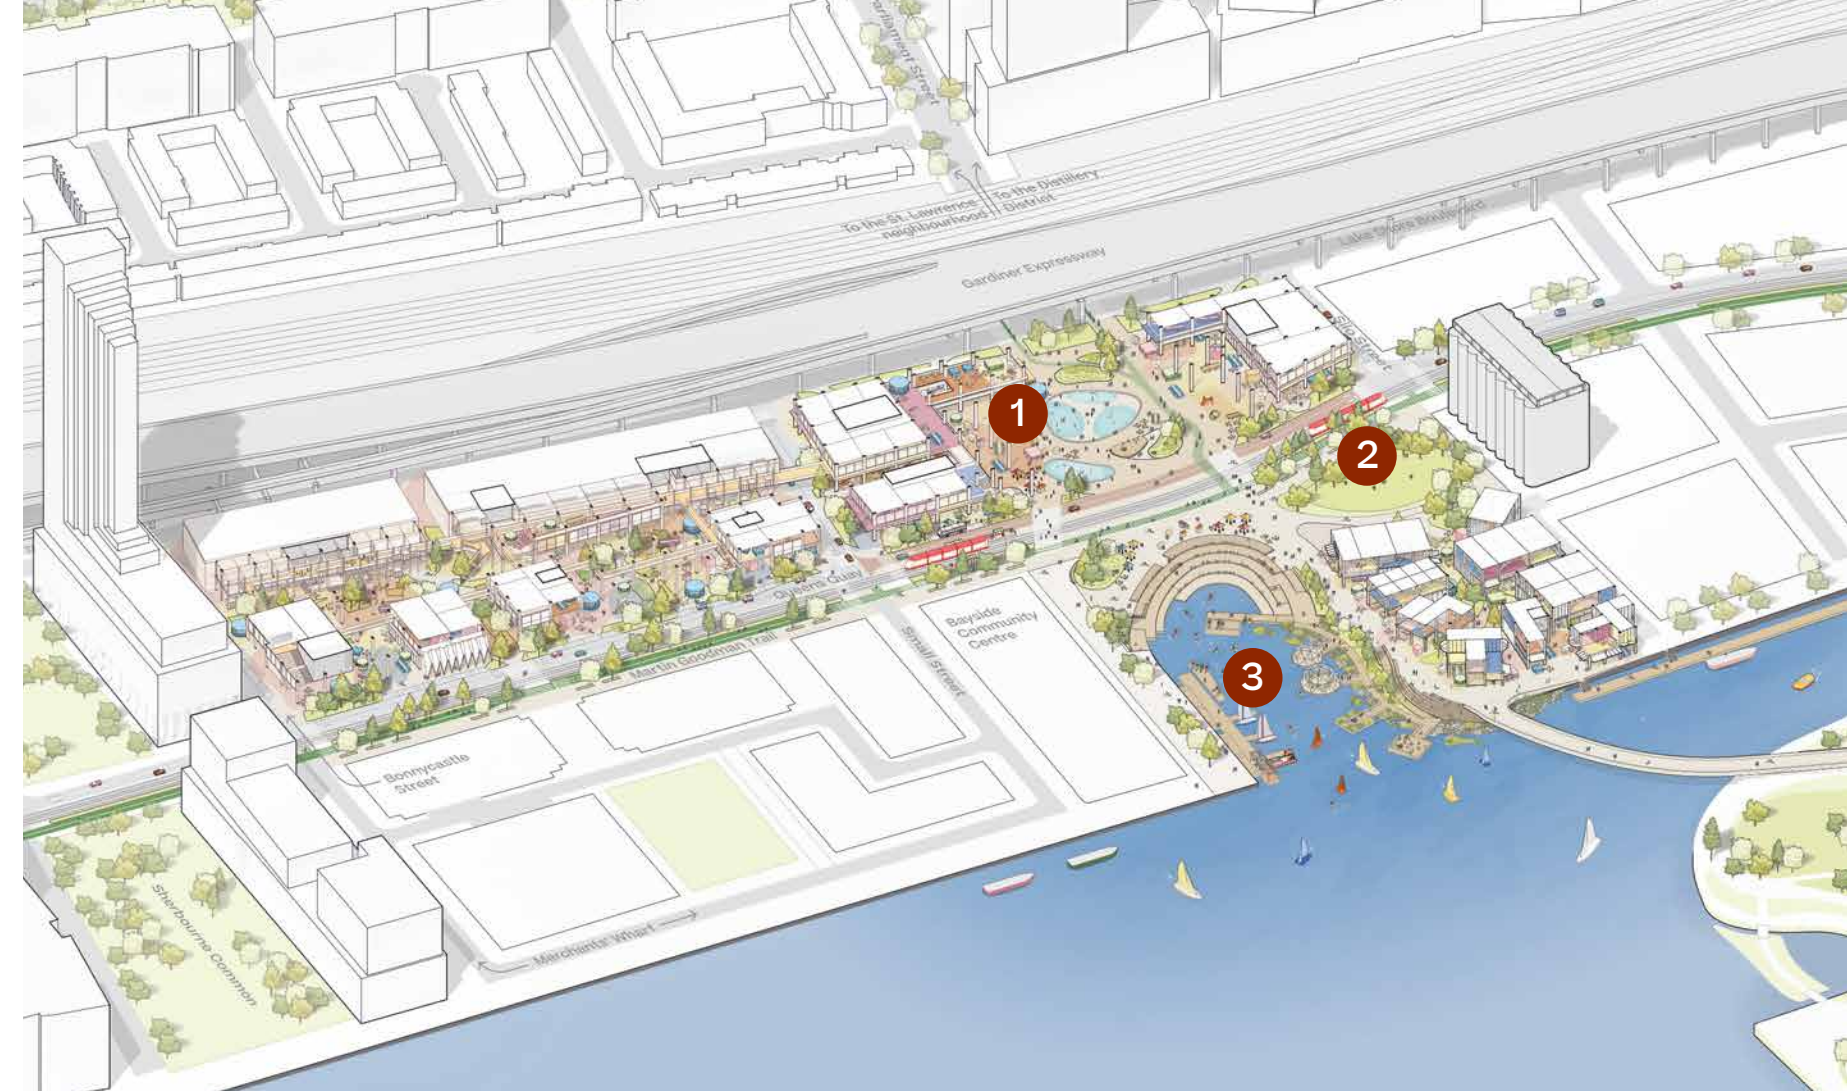 Parliament Street
To the St. Lawrence
neighbourhood
To the Distillery
District
Gardiner Expressway
Lake Shore Boulevard
Silo Street
1
2
3
Queens Quay
Martin Goodman Trail
Small Street
Bayside
Community
Centre
Bonnycastle
Street
Merchants' Wharf
Sherbourne Common